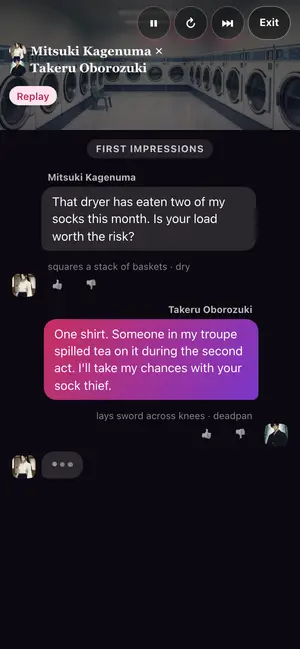 Exit
Mitsuki Kagenuma ×
Takeru Oborozuki
Replay
FIRST IMPRESSIONS
Mitsuki Kagenuma
That dryer has eaten two of my
socks this month. Is your load
worth the risk?
squares a stack of baskets · dry
Takeru Oborozuki
One shirt. Someone in my troupe
spilled tea on it during the second
act. I'll take my chances with your
sock thief.
lays sword across knees · deadpan